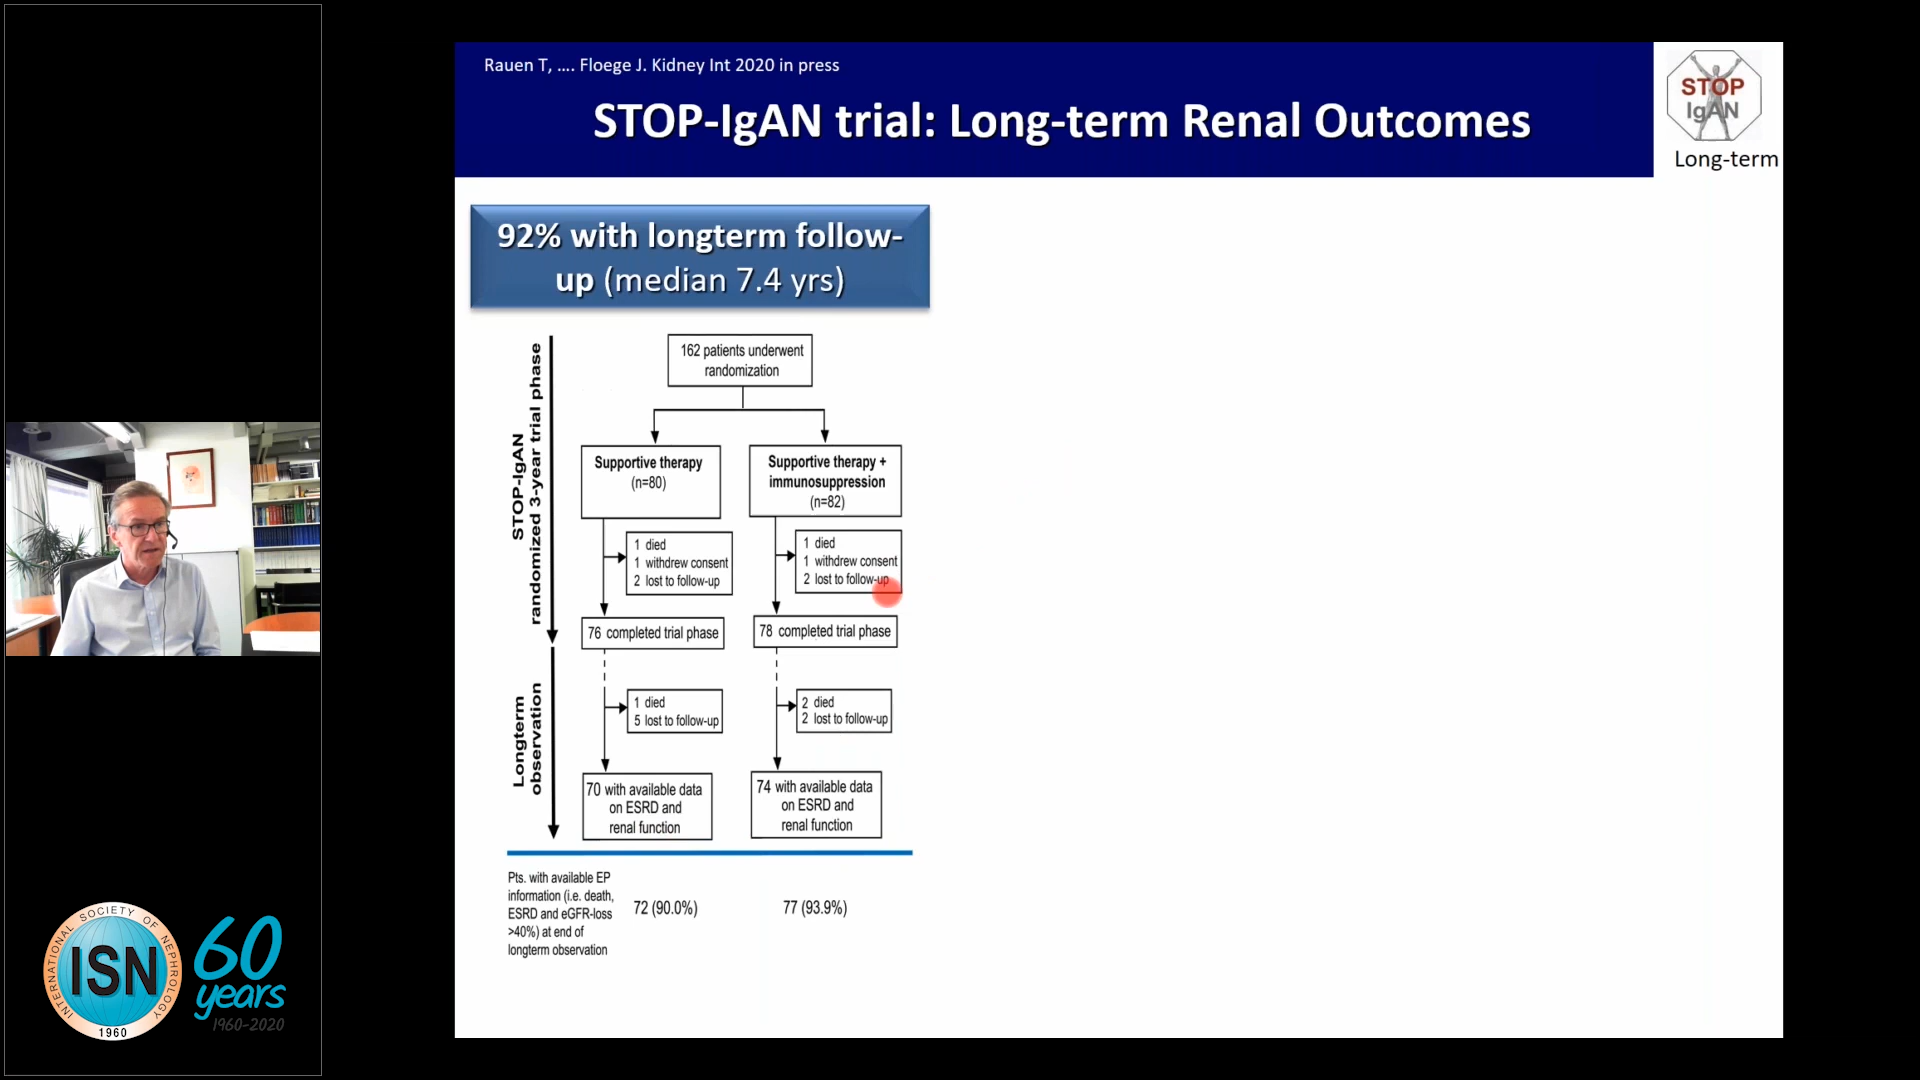 Rauen T, .... Floege J. Kidney Int 2020 in press
STOP-IgAN trial: Long-term Renal Outcomes
STOP
IgAN
Long-term
92% with longterm follow-
up (median 7.4 yrs)
STOP-IgAN
randomized 3-year trial phase
162 patients underwent
randomization
Supportive therapy
(n=80)
Supportive therapy +
immunosuppression
(n=82)
1 died
1 withdrew consent
2 lost to follow-up
1 died
1 withdrew consent
2 lost to follow-up
76 completed trial phase
78 completed trial phase
Longterm
observation
1 died
5 lost to follow-up
2 died
2 lost to follow-up
70 with available data
on ESRD and
renal function
74 with available data
on ESRD and
renal function
Pts. with available EP
information (i.e. death,
ESRD and eGFR-loss
>40%) at end of
longterm observation
72 (90.0%)
77 (93.9%)
INTERNATIONAL SOCIETY OF NEPHROLOGY
ISN
1960
60
years
1960-2020